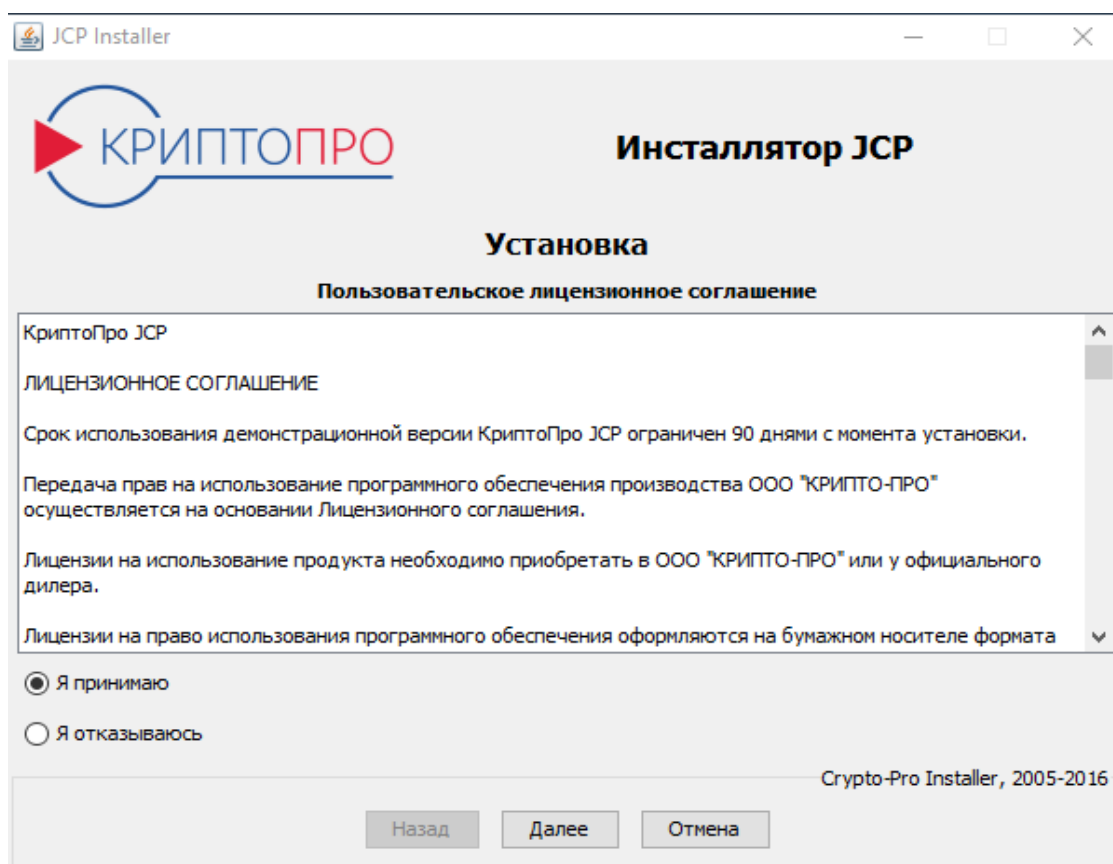 JCP Installer
КРИПТОПРО
Инсталлятор JCP
Установка
Пользовательское лицензионное соглашение
КриптоПро JCP
ЛИЦЕНЗИОННОЕ СОГЛАШЕНИЕ
Срок использования демонстрационной версии КриптоПро JCP ограничен 90 днями с момента установки.
Передача прав на использование программного обеспечения производства ООО "КРИПТО-ПРО"
осуществляется на основании Лицензионного соглашения.
Лицензии на использование продукта необходимо приобретать в ООО "КРИПТО-ПРО" или у официального
дилера.
Лицензии на право использования программного обеспечения оформляются на бумажном носителе формата
Я принимаю
Я отказываюсь
Crypto-Pro Installer, 2005-2016
Назад
Далее
Отмена